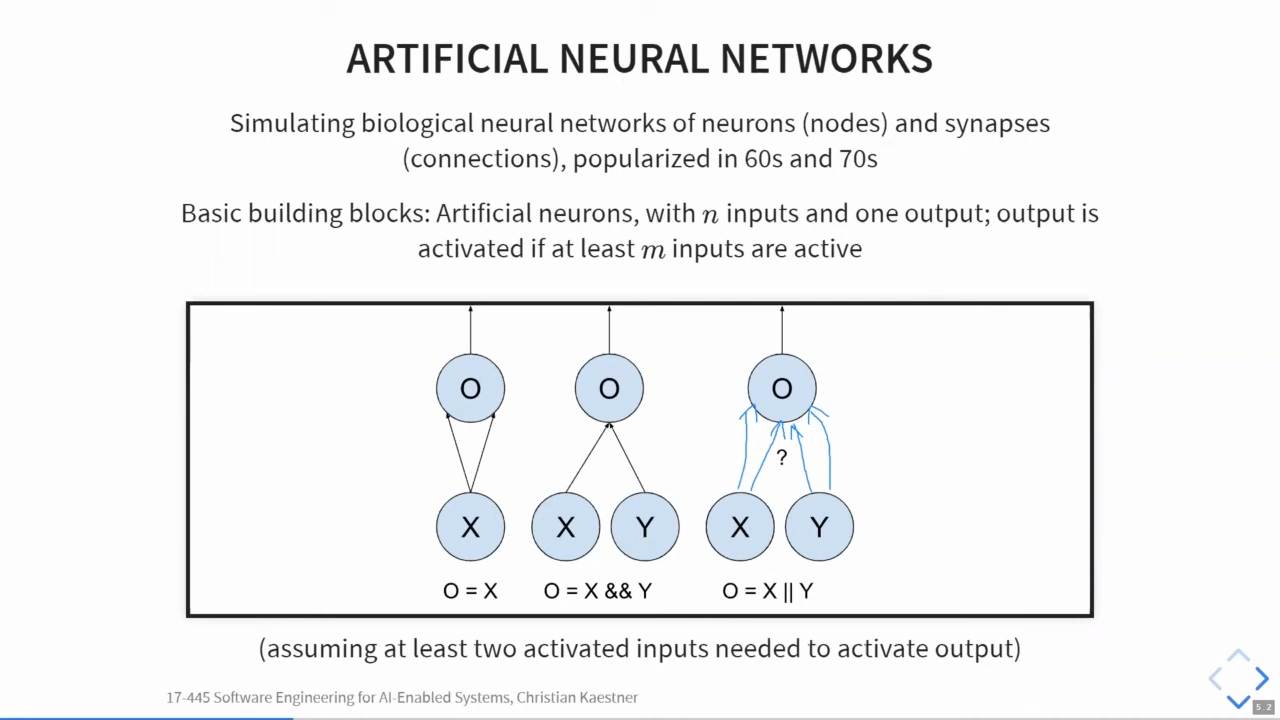 ARTIFICIAL NEURAL NETWORKS
Simulating biological neural networks of neurons (nodes) and synapses
(connections), popularized in 60s and 70s
Basic building blocks: Artificial neurons, with n inputs and one output; output is
activated if at least m inputs are active
O O O
?
X X Y X Y
O = X O = X && Y O = X || Y
(assuming at least two activated inputs needed to activate output)
17-445 Software Engineering for AI-Enabled Systems, Christian Kaestner
5.2